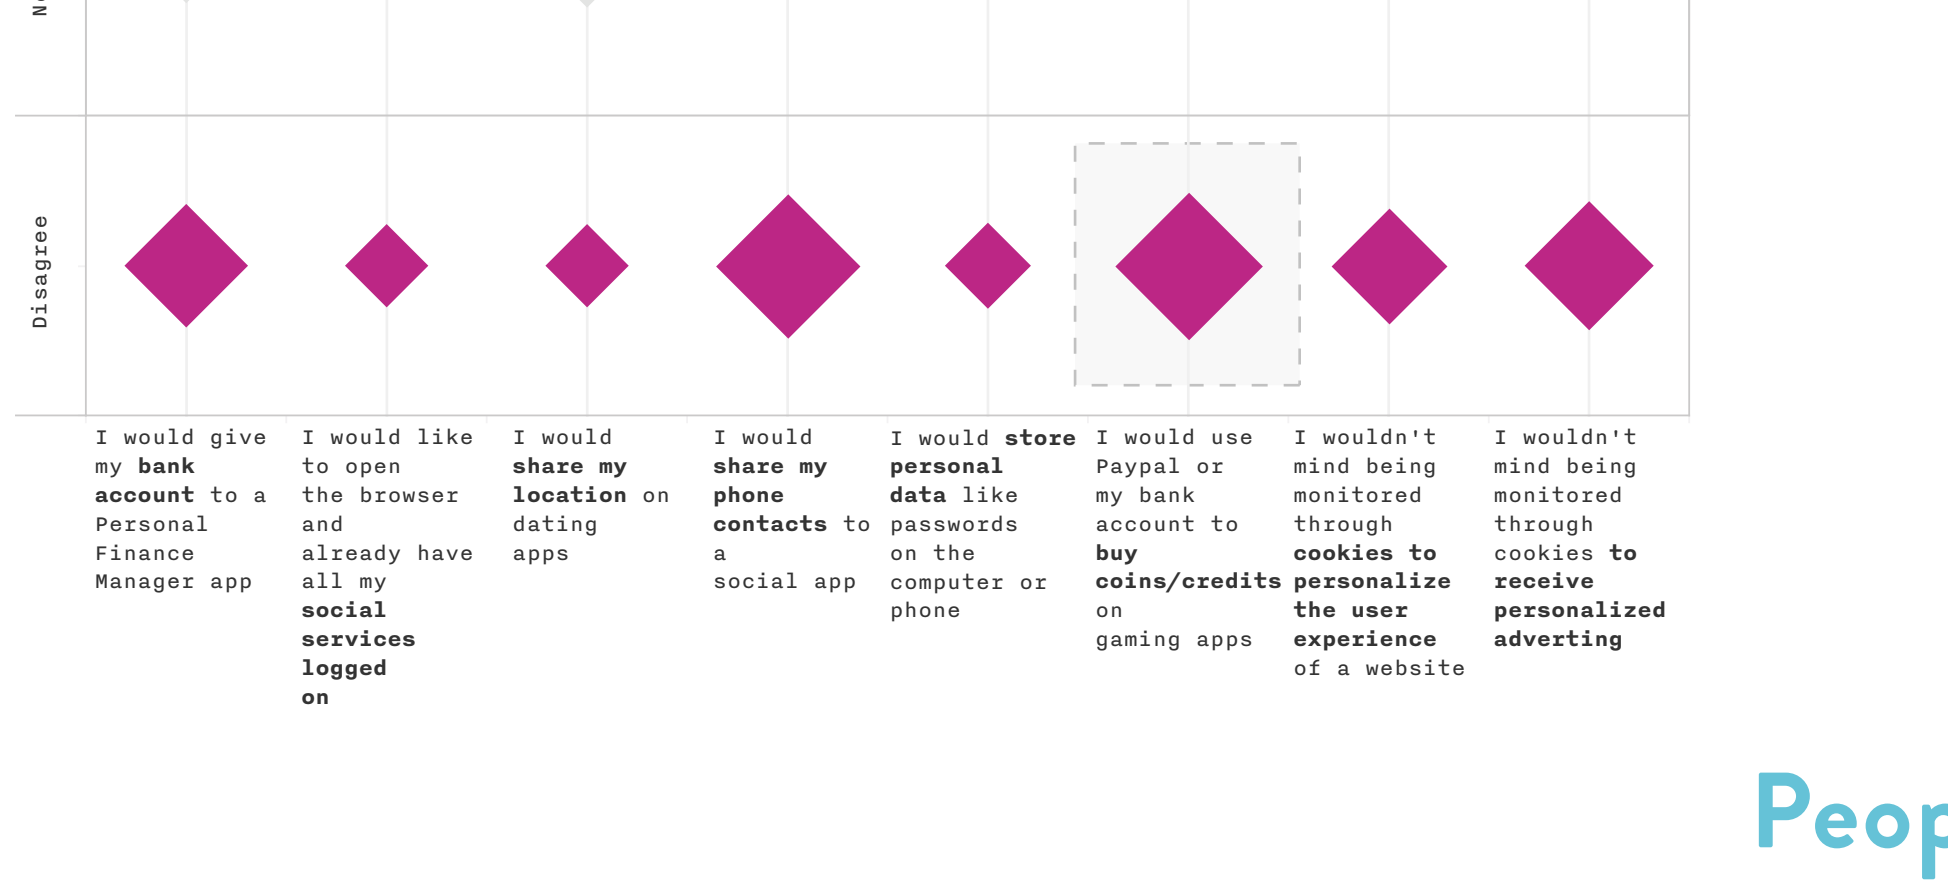 Disagree
I would give
my bank
account to a
Personal
Finance
Manager app
I would like
to open
the browser
and
already have
all my
social
services
logged
on
I would
share my
location on
dating
apps
I would
share my
phone
contacts to
a
social app
I would store
personal
data like
passwords
on the
computer or
phone
I would use
Paypal or
my bank
account to
buy
coins/credits
on
gaming apps
I wouldn't
mind being
monitored
through
cookies to
personalize
the user
experience
of a website
I wouldn't
mind being
monitored
through
cookies to
receive
personalized
adverting